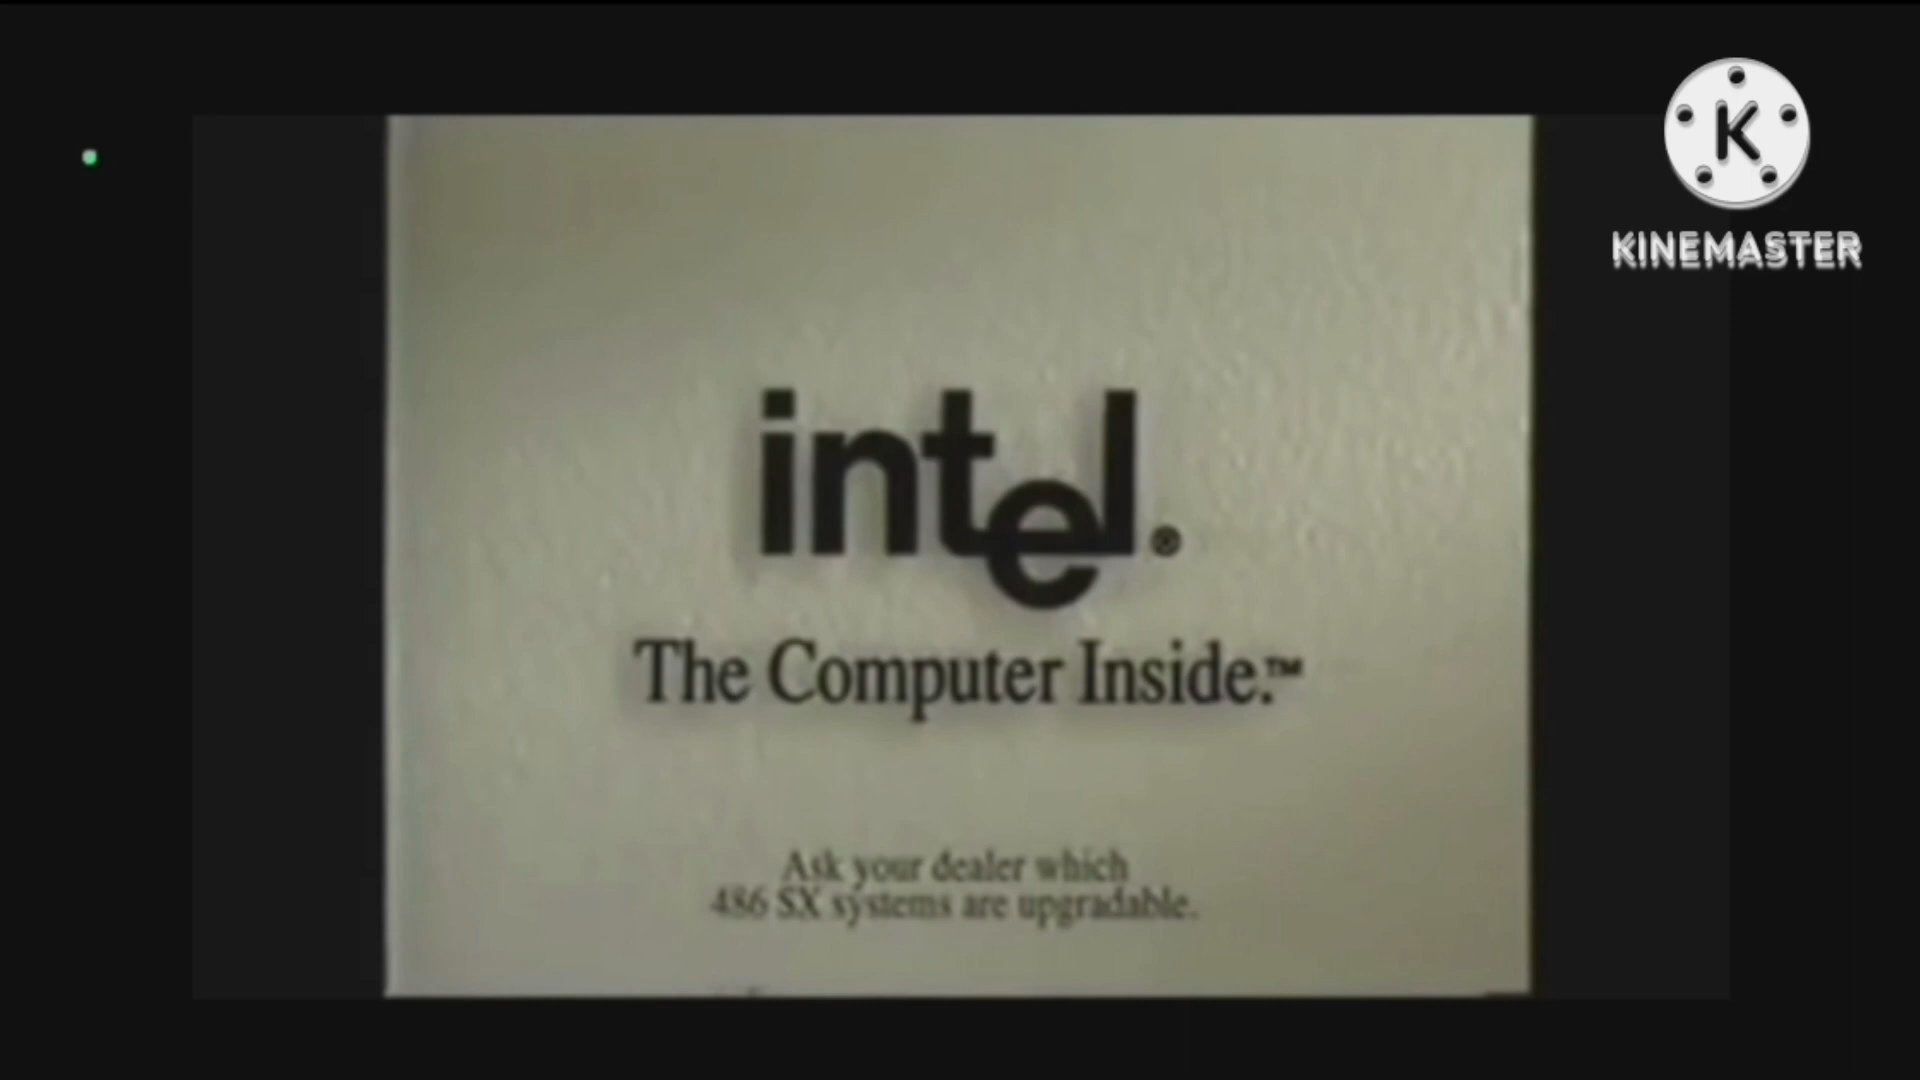 K
KINEMASTER
intel®
The Computer Inside.™
Ask your dealer which
486 SX systems are upgradable.